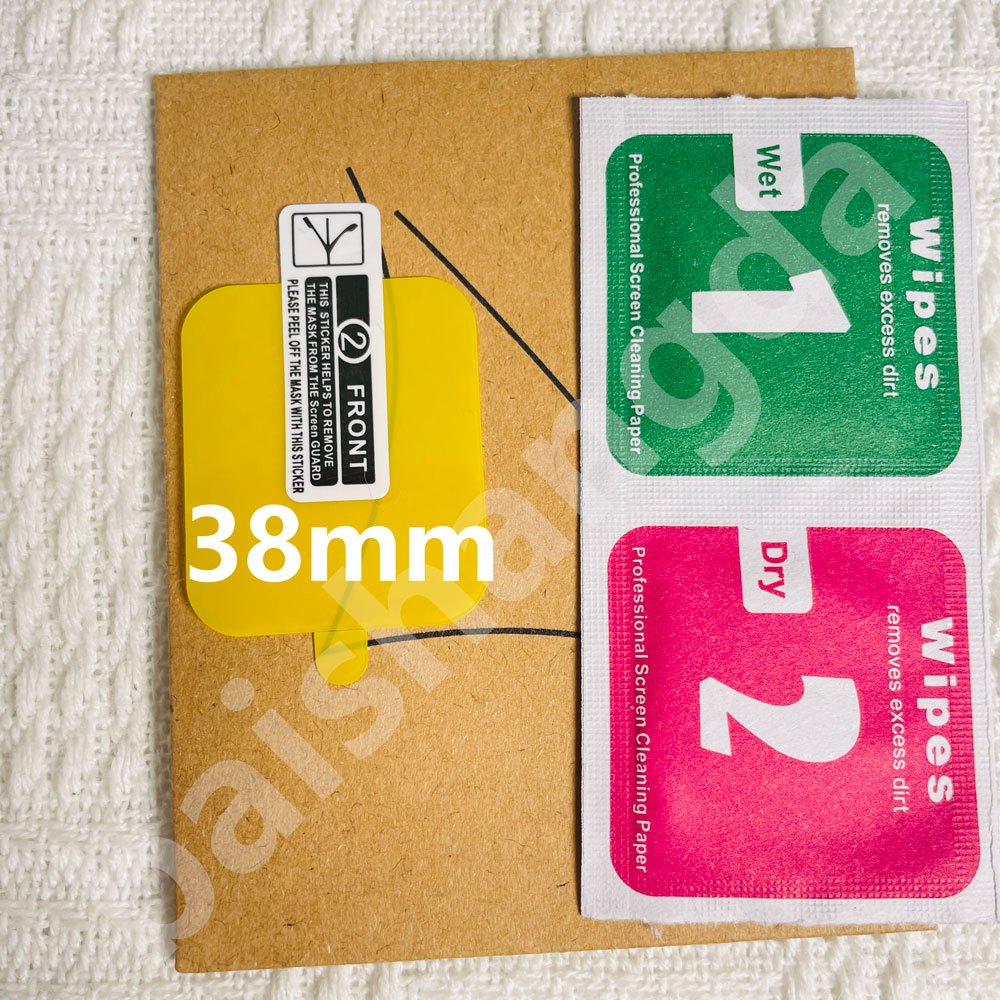 ② FRONT
THIS STICKER HELPS TO REMOVE
THE MASK FROM THE Screen GUARD
PLEASE PEEL OFF THE MASK WITH THIS STICKER
38mm
Wet
1
Wipes
removes excess dirt
Professional Screen Cleaning Paper
Dry
2
Wipes
removes excess dirt
Professional Screen Cleaning Paper
baishangda